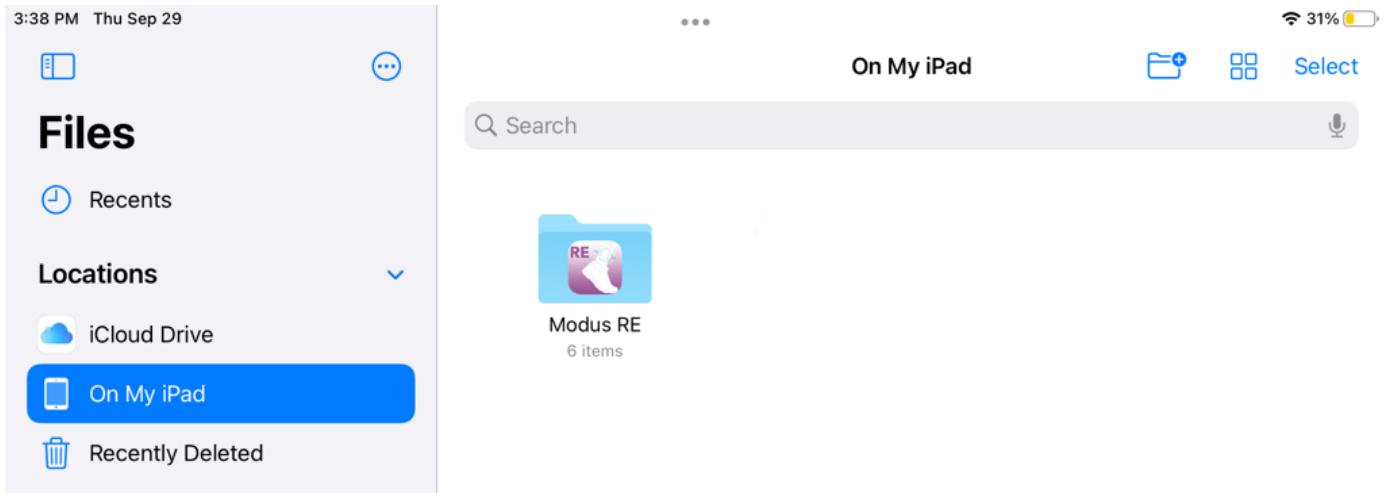 3:38 PM Thu Sep 29
31%
Files
Recents
Locations
iCloud Drive
On My iPad
Recently Deleted
On My iPad
Select
Search
RE
Modus RE
6 items